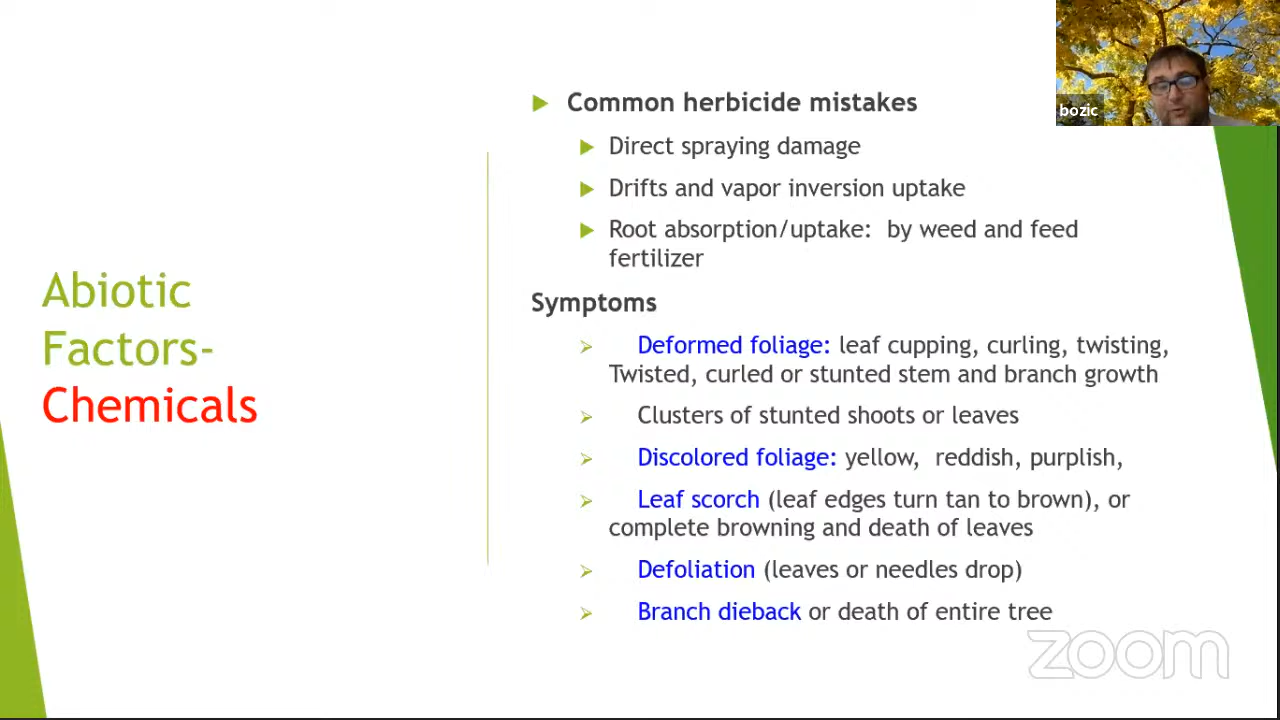 bozic
Abiotic
Factors-
Chemicals
Common herbicide mistakes
Direct spraying damage
Drifts and vapor inversion uptake
Root absorption/uptake: by weed and feed
fertilizer
Symptoms
Deformed foliage: leaf cupping, curling, twisting,
Twisted, curled or stunted stem and branch growth
Clusters of stunted shoots or leaves
Discolored foliage: yellow, reddish, purplish,
Leaf scorch (leaf edges turn tan to brown), or
complete browning and death of leaves
Defoliation (leaves or needles drop)
Branch dieback or death of entire tree
zoom